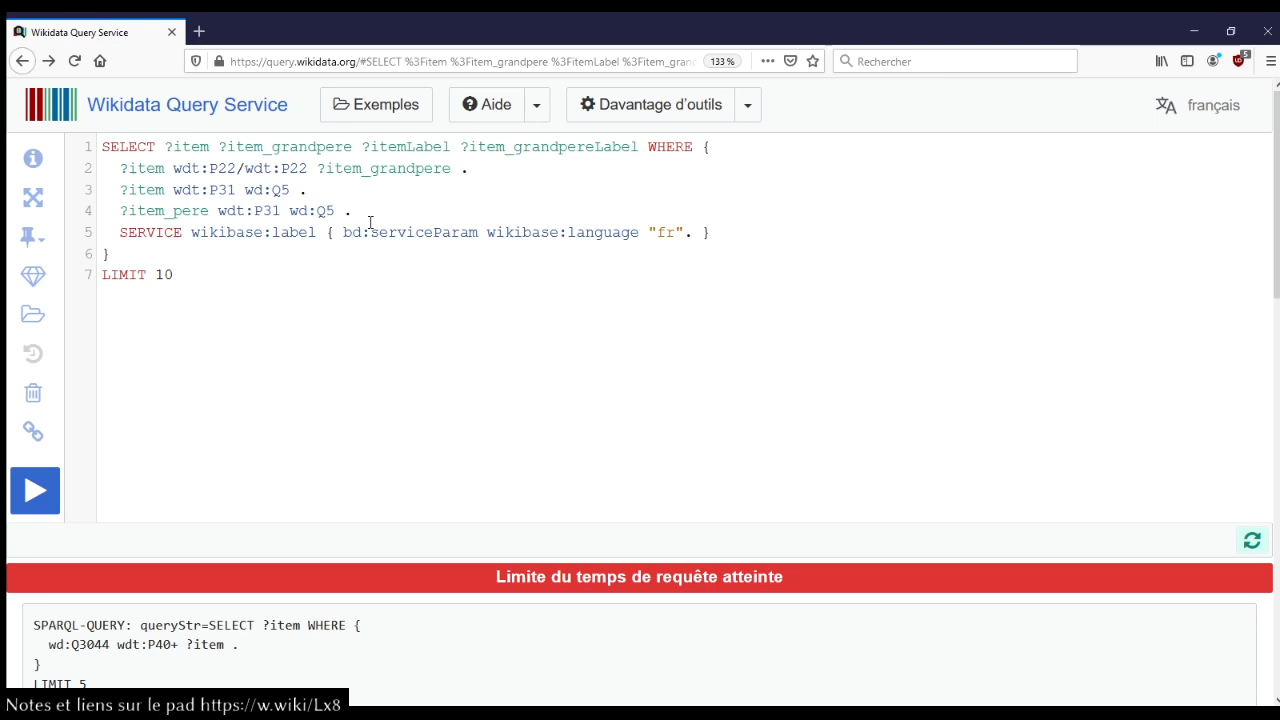 Wikidata Query Service
https://query.wikidata.org/#SELECT %3Fitem %3Fitem_grandpere %3FitemLabel %3Fitem_gran
133 %
Rechercher
5
Wikidata Query Service
Exemples
Aide
Davantage d'outils
français
1 SELECT ?item ?item_grandpere ?itemLabel ?item_grandpereLabel WHERE {
2 ?item wdt:P22/wdt:P22 ?item_grandpere .
3 ?item wdt:P31 wd:Q5 .
4 ?item_pere wdt:P31 wd:Q5 .
5 SERVICE wikibase:label { bd:serviceParam wikibase:language "fr". }
6 }
7 LIMIT 10
Limite du temps de requête atteinte
SPARQL-QUERY: queryStr=SELECT ?item WHERE {
wd:Q3044 wdt:P40+ ?item .
}
LIMIT 5
Notes et liens sur le pad https://w.wiki/Lx8